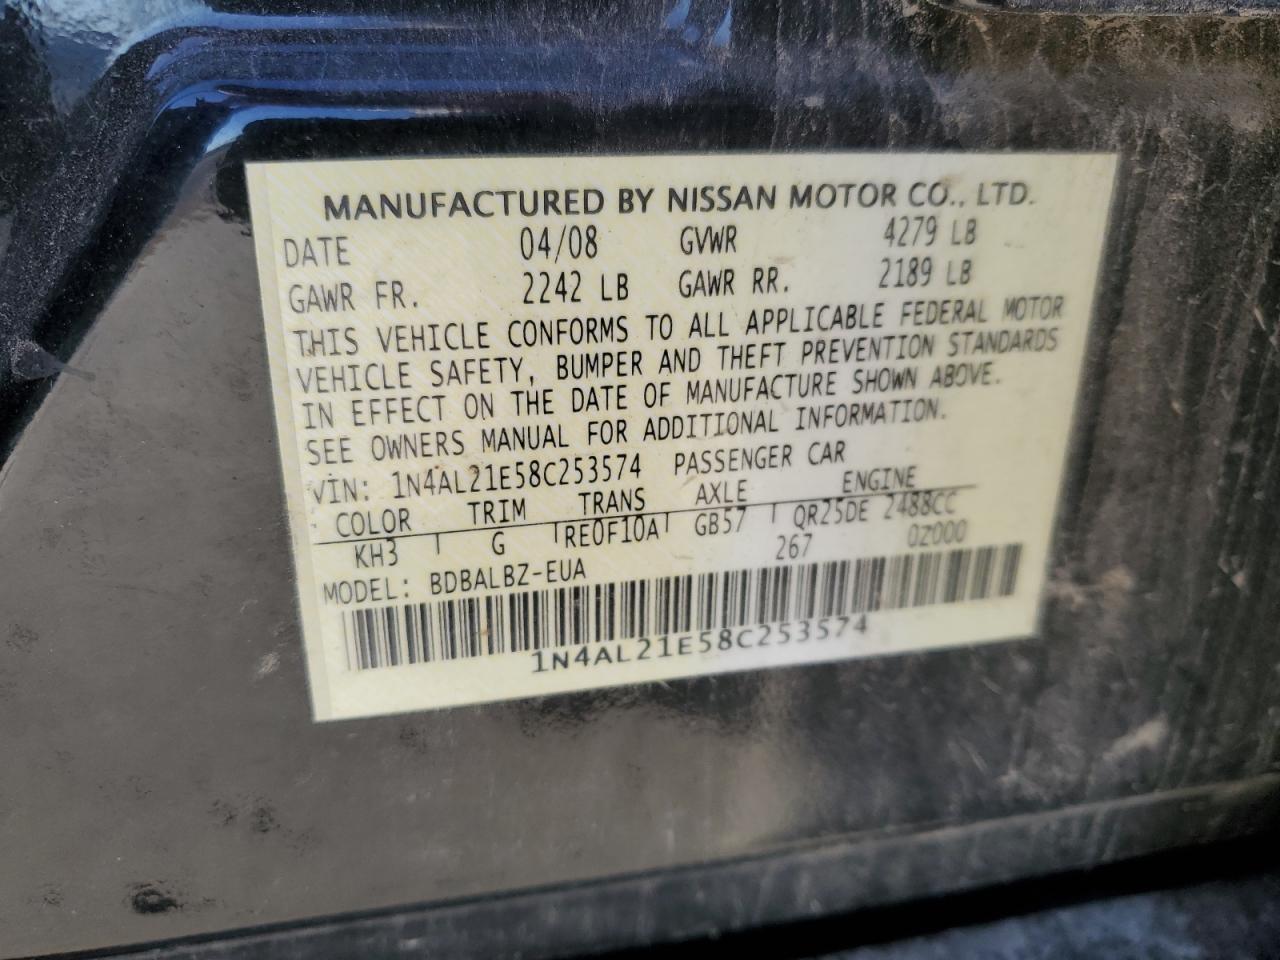 MANUFACTURED BY NISSAN MOTOR CO., LTD.
DATE 04/08 GVWR 4279 LB
GAWR FR. 2242 LB GAWR RR. 2189 LB
THIS VEHICLE CONFORMS TO ALL APPLICABLE FEDERAL MOTOR
VEHICLE SAFETY, BUMPER AND THEFT PREVENTION STANDARDS
IN EFFECT ON THE DATE OF MANUFACTURE SHOWN ABOVE.
SEE OWNERS MANUAL FOR ADDITIONAL INFORMATION.
VIN: 1N4AL21E58C253574 PASSENGER CAR
COLOR TRIM TRANS AXLE ENGINE
KH3 G RE0F10A GB57 QR25DE 2488CC
MODEL: BDBALBZ-EUA 267 0Z000
1N4AL21E58C253574